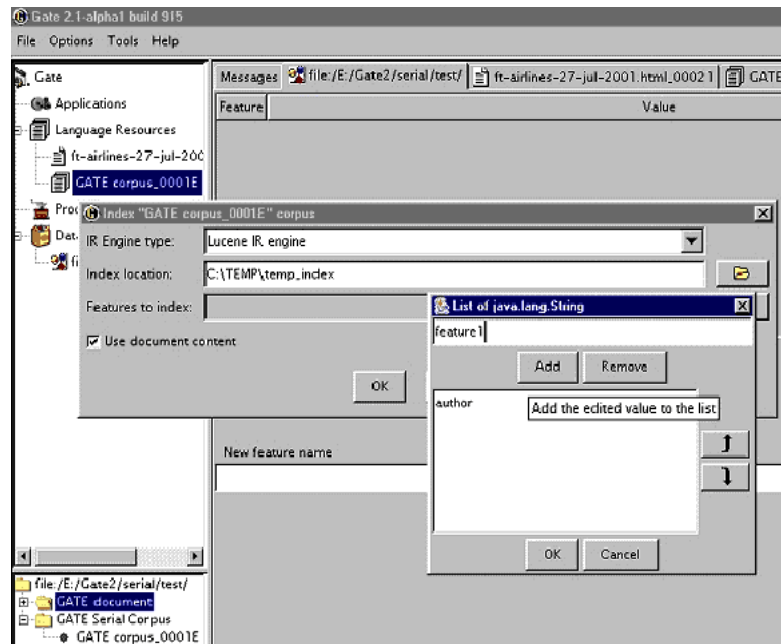 Gate 2.1-alpha1 build 915
File Options Tools Help
Gate
Applications
Language Resources
ft-airlines-27-jul-200
GATE corpus_0001E
Messages file:/E:/Gate2/serial/test/ ft-airlines-27-jul-2001.html_00021 GATE
Feature Value
Index "GATE corpus_0001E" corpus
IR Engine type: Lucene IR engine
Index location: C:\TEMP\temp_index
Features to index:
Use document content
OK
List of java.lang.String
feature1
Add Remove
author
Add the edited value to the list
OK Cancel
New feature name
file:/E:/Gate2/serial/test/
GATE document
GATE Serial Corpus
GATE corpus_0001E